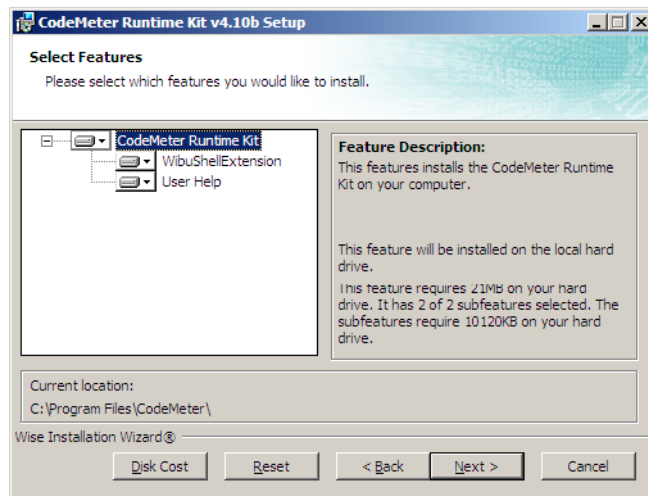 CodeMeter Runtime Kit v4.10b Setup
Select Features
Please select which features you would like to install.
CodeMeter Runtime Kit
WibuShellExtension
User Help
Feature Description:
This features installs the CodeMeter Runtime
Kit on your computer.
This feature will be installed on the local hard
drive.
This feature requires 21MB on your hard
drive. It has 2 of 2 subfeatures selected. The
subfeatures require 10120KB on your hard
drive.
Current location:
C:\Program Files\CodeMeter\
Wise Installation Wizard®
Disk Cost
Reset
< Back
Next >
Cancel